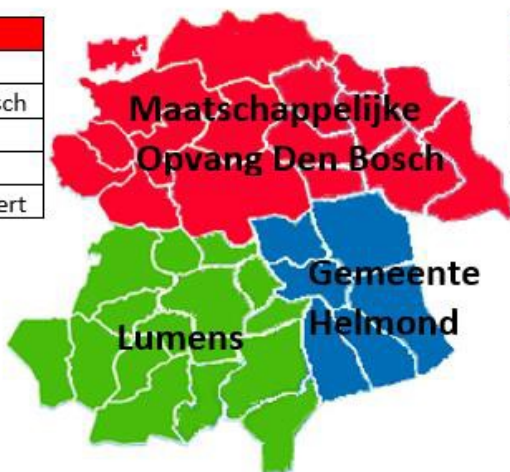 sch
ert
Maatschappelijke
Opvang Den Bosch
Gemeente
Helmond
Lumens